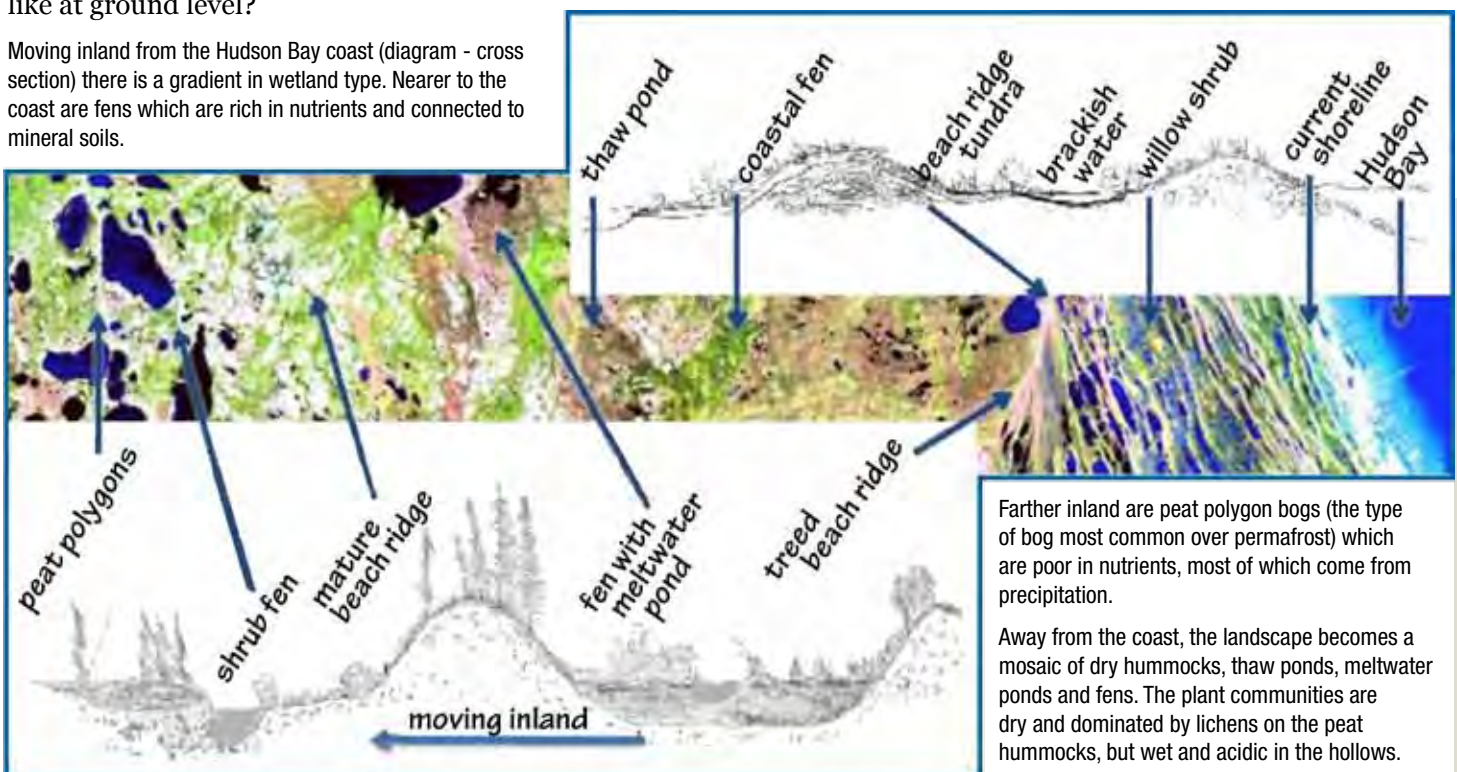 like at ground level?
Moving inland from the Hudson Bay coast (diagram - cross
section) there is a gradient in wetland type. Nearer to the
coast are fens which are rich in nutrients and connected to
mineral soils.
thaw pond
coastal fen
beach ridge
tundra
brackish
water
willow shrub
current
shoreline
Hudson
Bay
peat polygons
shrub fen
mature
beach ridge
fen with
meltwater
pond
treed
beach ridge
moving inland
Farther inland are peat polygon bogs (the type
of bog most common over permafrost) which
are poor in nutrients, most of which come from
precipitation.
Away from the coast, the landscape becomes a
mosaic of dry hummocks, thaw ponds, meltwater
ponds and fens. The plant communities are
dry and dominated by lichens on the peat
hummocks, but wet and acidic in the hollows.